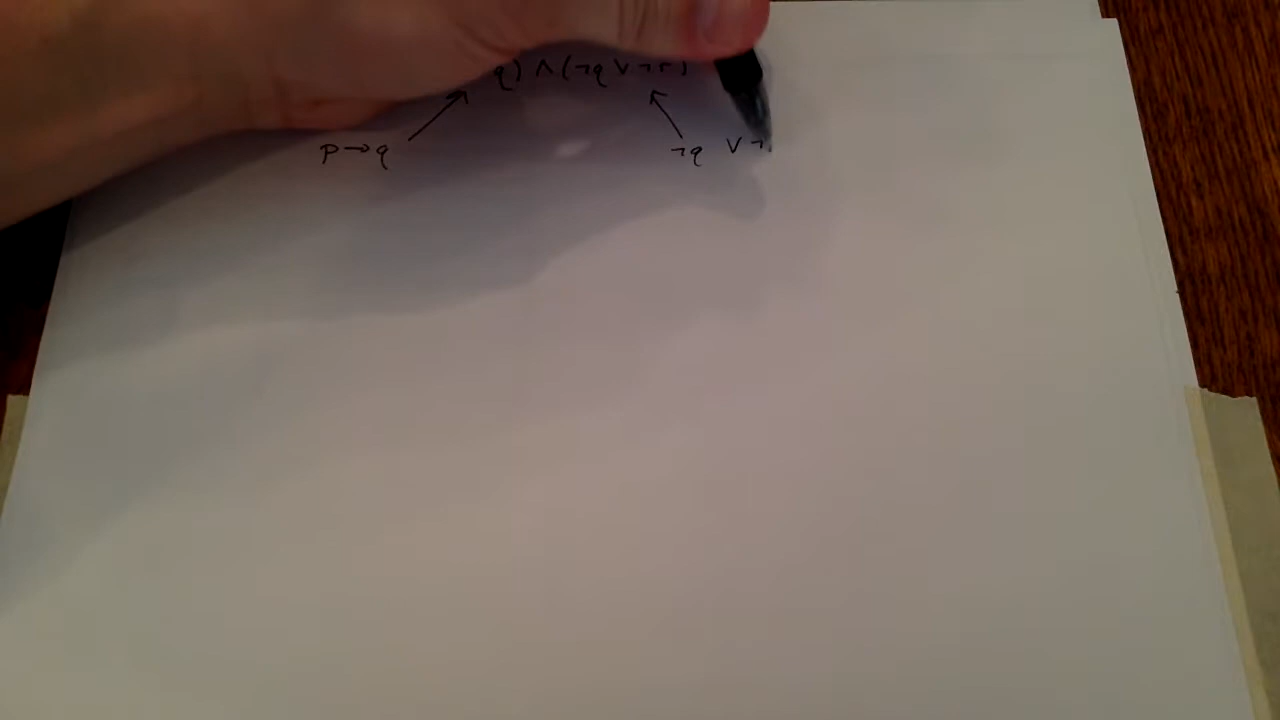 q) ∧ (¬q ∨ ¬r)
p→q ¬q ∨ ¬